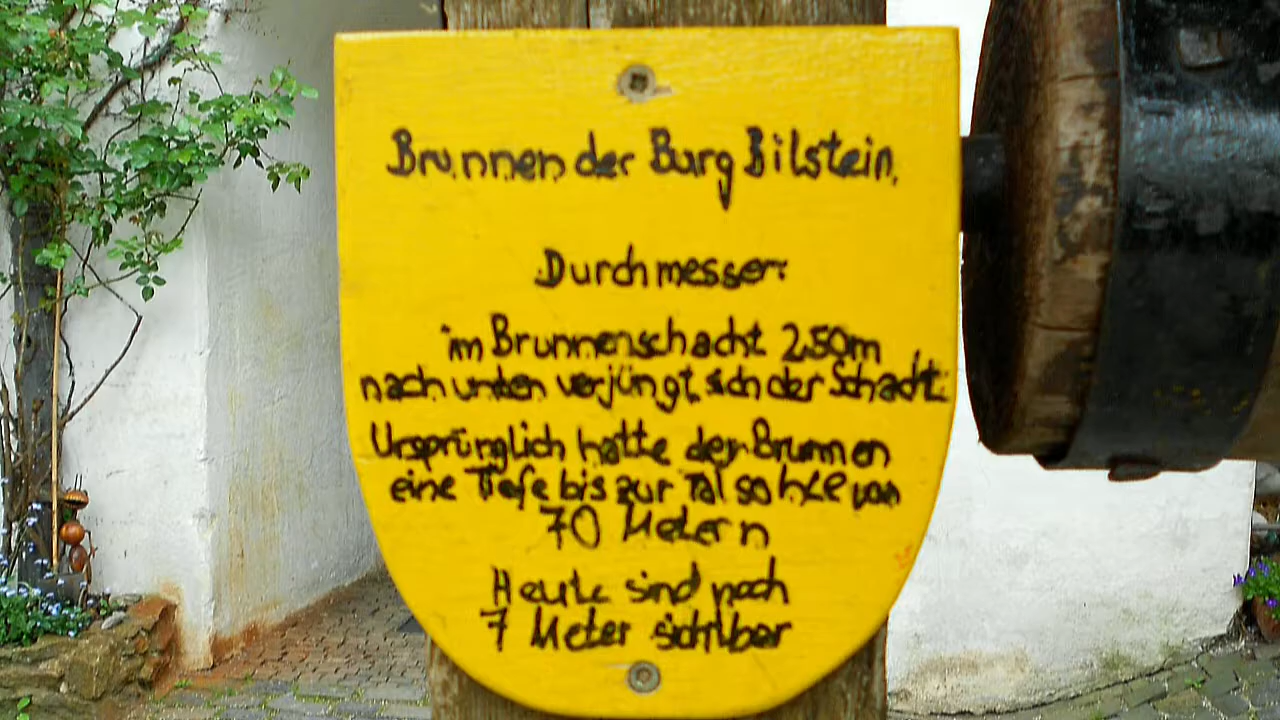 Brunnen der Burg Bilstein.
Durchmesser:
im Brunnenschacht 2,50m
nach unten verjüngt sich der Schacht.
Ursprünglich hatte der Brunnen
eine Tiefe bis zur Talsohle von
70 Metern
Heute sind noch
7 Meter sichtbar